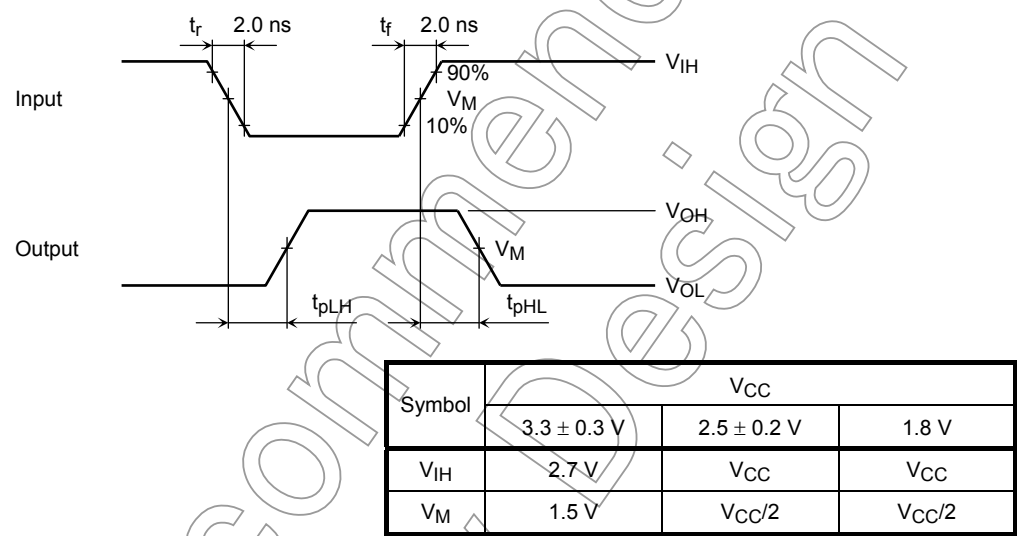 tr 2.0 ns tf 2.0 ns
VIH
90%
Input
VM
10%
VOH
Output
VM
VOL
tpLH tpHL
Symbol VCC
3.3 ± 0.3 V 2.5 ± 0.2 V 1.8 V
VIH 2.7 V VCC VCC
VM 1.5 V VCC/2 VCC/2
commen
Design